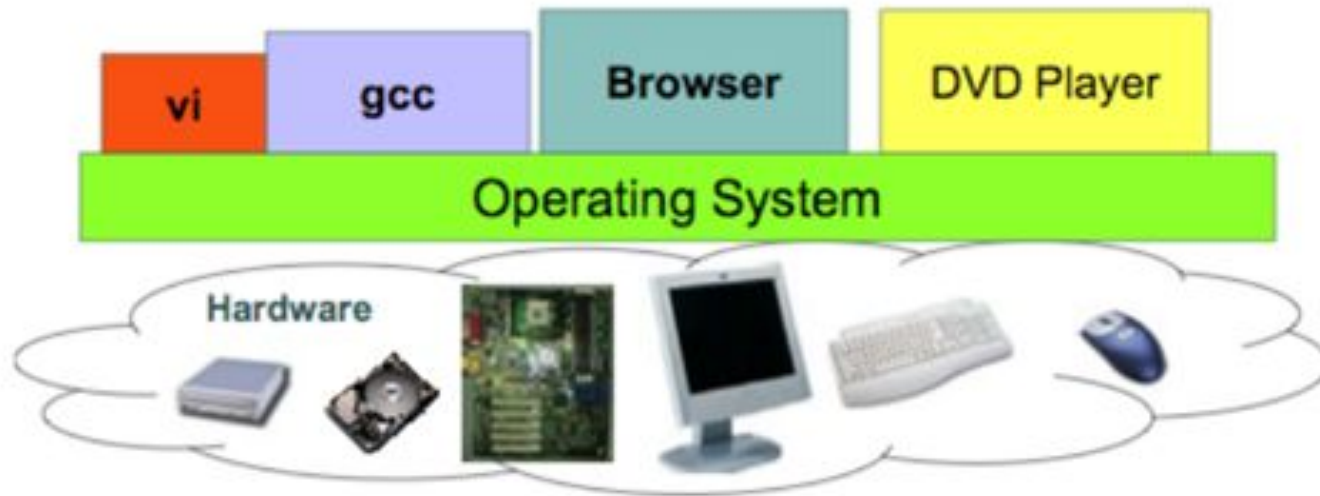 vi
gcc
Browser
DVD Player
Operating System
Hardware